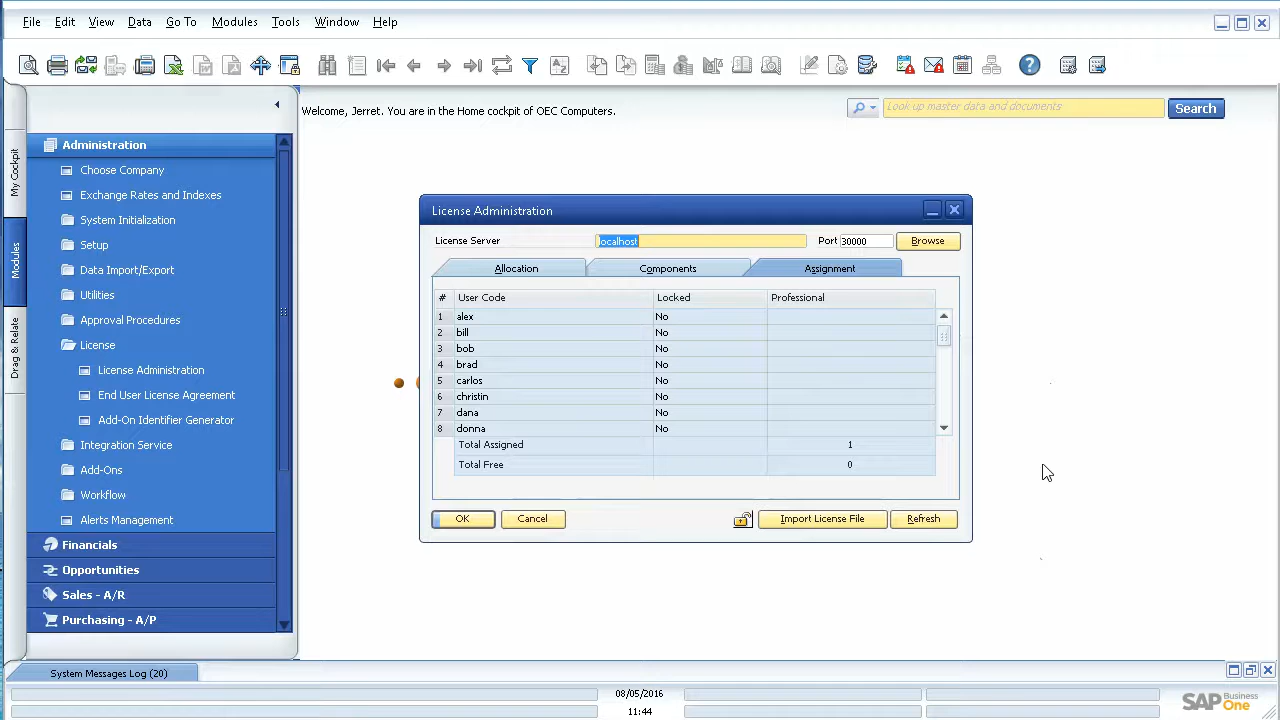 File Edit View Data Go To Modules Tools Window Help
Welcome, Jerret. You are in the Home cockpit of OEC Computers.
Look up master data and documents
Search
My Cockpit
Modules
Drag & Relate
Administration
Choose Company
Exchange Rates and Indexes
System Initialization
Setup
Data Import/Export
Utilities
Approval Procedures
License
License Administration
End User License Agreement
Add-On Identifier Generator
Integration Service
Add-Ons
Workflow
Alerts Management
Financials
Opportunities
Sales - A/R
Purchasing - A/P
License Administration
License Server localhost Port 30000 Browse
Allocation Components Assignment
# User Code Locked Professional
1 alex No
2 bill No
3 bob No
4 brad No
5 carlos No
6 christin No
7 dana No
8 donna No
Total Assigned 1
Total Free 0
OK Cancel Import License File Refresh
System Messages Log (20)
08/05/2016
11:44
SAP Business One